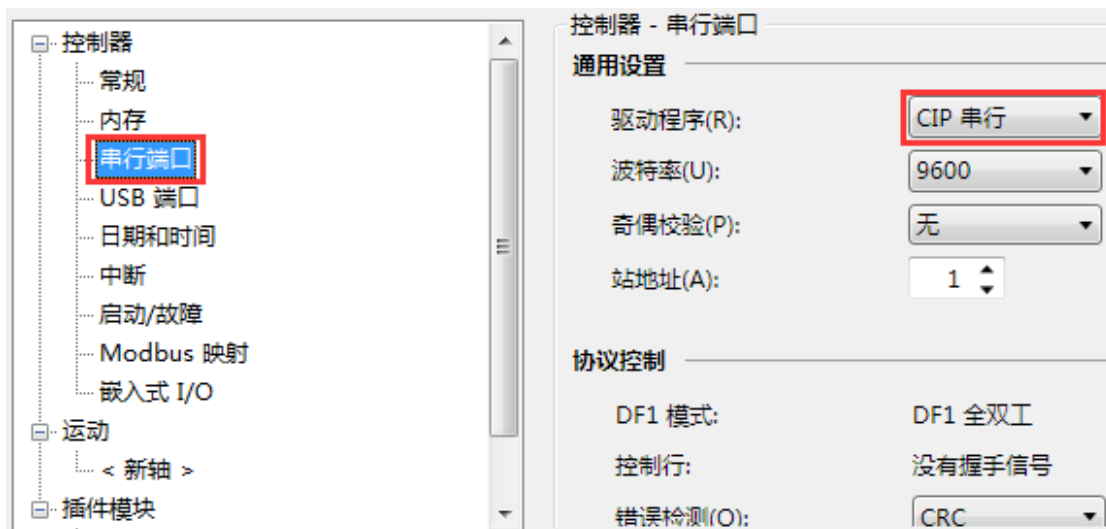 控制器
常规
内存
串行端口
USB 端口
日期和时间
中断
启动/故障
Modbus 映射
嵌入式 I/O
运动
< 新轴 >
插件模块
控制器 - 串行端口
通用设置
驱动程序(R): CIP 串行
波特率(U): 9600
奇偶校验(P): 无
站地址(A): 1
协议控制
DF1 模式: DF1 全双工
控制行: 没有握手信号
错误检测(O): CRC